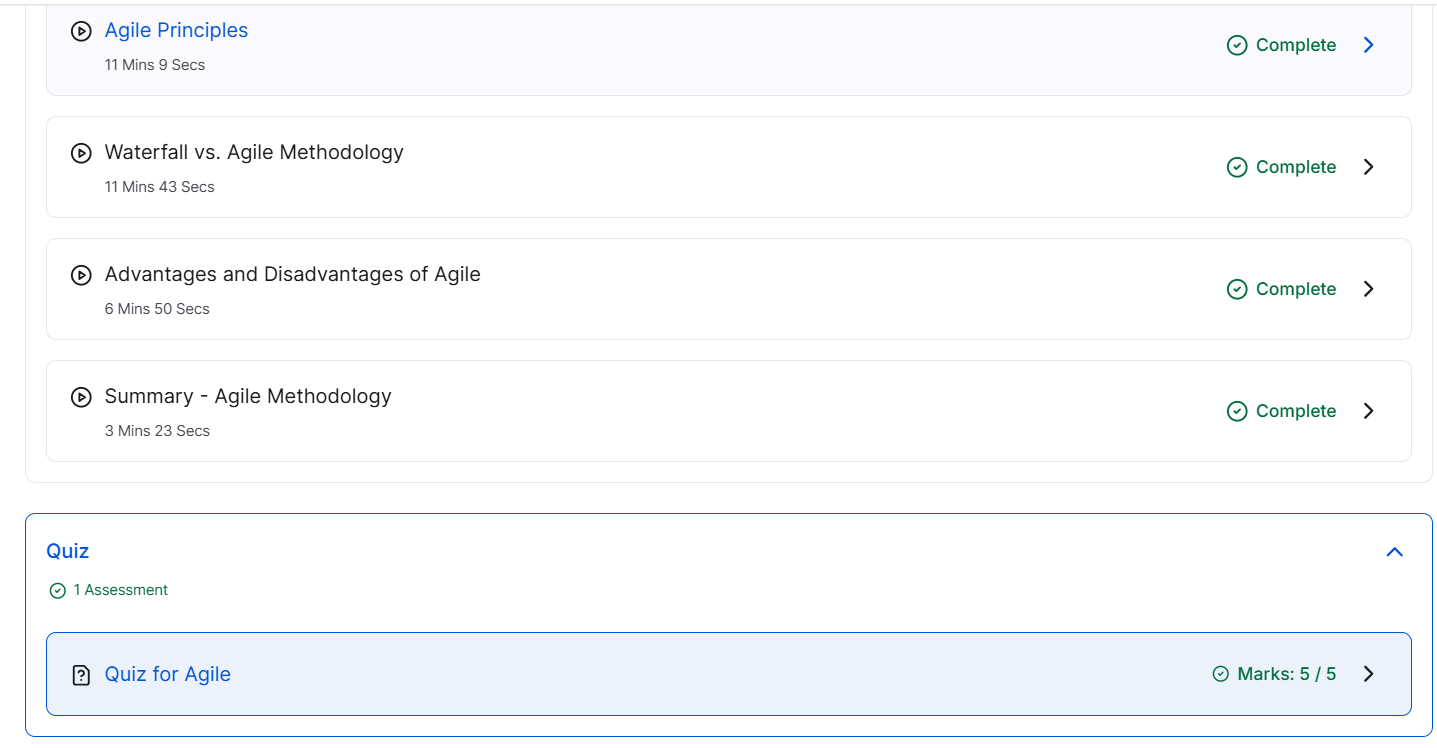 Agile Principles
11 Mins 9 Secs
Complete
Waterfall vs. Agile Methodology
11 Mins 43 Secs
Complete
Advantages and Disadvantages of Agile
6 Mins 50 Secs
Complete
Summary - Agile Methodology
3 Mins 23 Secs
Complete
Quiz
1 Assessment
Quiz for Agile
Marks: 5 / 5